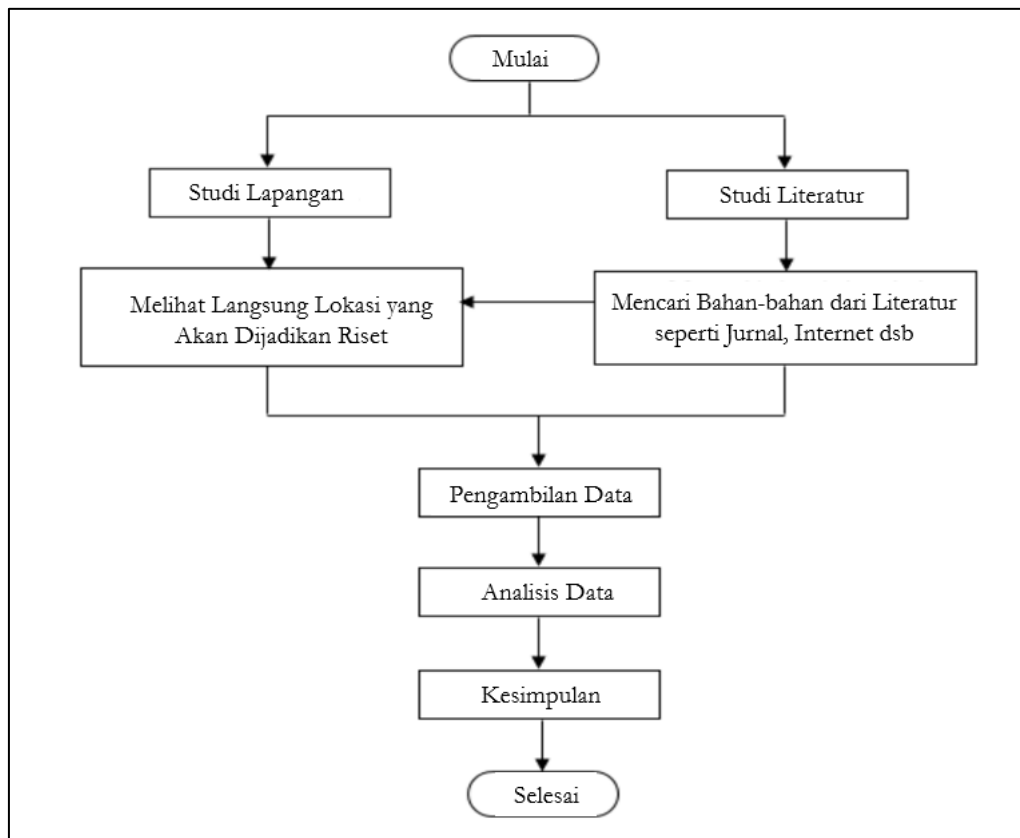 Mulai
Studi Lapangan
Studi Literatur
Melihat Langsung Lokasi yang
Akan Dijadikan Riset
Mencari Bahan-bahan dari Literatur
seperti Jurnal, Internet dsb
Pengambilan Data
Analisis Data
Kesimpulan
Selesai